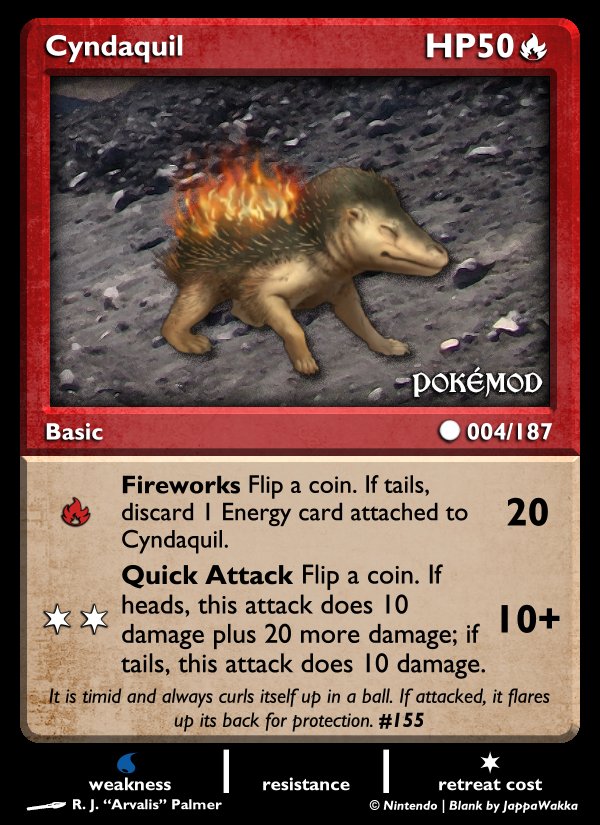 Cyndaquil HP50
POKÉMOD
Basic 004/187
Fireworks Flip a coin. If tails,
discard 1 Energy card attached to
Cyndaquil.
20
Quick Attack Flip a coin. If
heads, this attack does 10
damage plus 20 more damage; if
tails, this attack does 10 damage.
10+
It is timid and always curls itself up in a ball. If attacked, it flares
up its back for protection. #155
weakness resistance retreat cost
R. J. “Arvalis” Palmer © Nintendo | Blank by JappaWakka